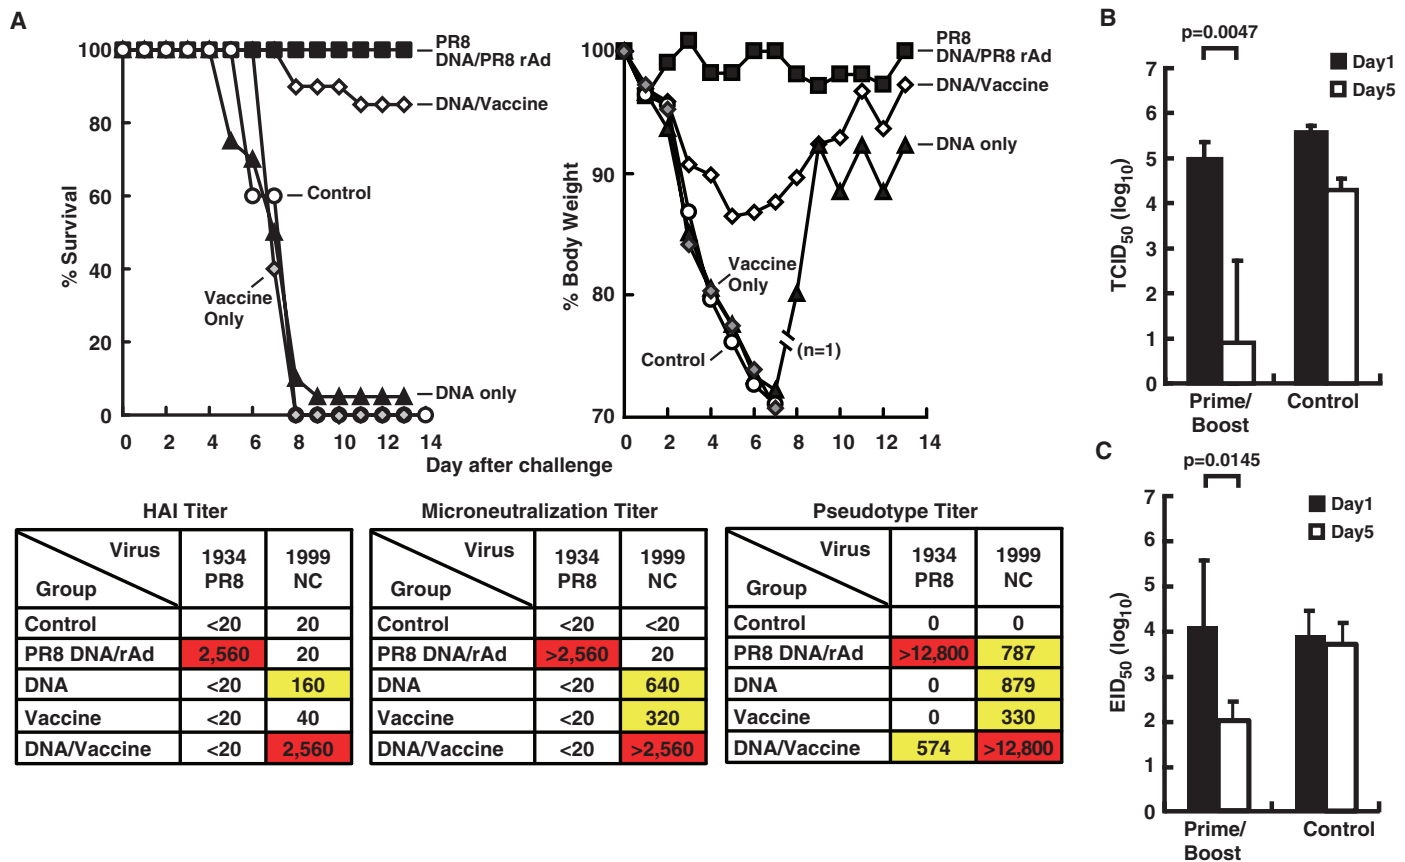 A
100
80
60
40
20
0
% Survival
PR8
DNA/PR8 rAd
DNA/Vaccine
Control
Vaccine
Only
DNA only
0 2 4 6 8 10 12 14
100
90
80
70
% Body Weight
PR8
DNA/PR8 rAd
DNA/Vaccine
DNA only
Vaccine
Only
Control
(n=1)
0 2 4 6 8 10 12 14
Day after challenge
HAI Titer
Virus
Group
1934 PR8
1999 NC
Control <20 20
PR8 DNA/rAd 2,560 20
DNA <20 160
Vaccine <20 40
DNA/Vaccine <20 2,560
Microneutralization Titer
Virus
Group
1934 PR8
1999 NC
Control <20 <20
PR8 DNA/rAd >2,560 20
DNA <20 640
Vaccine <20 320
DNA/Vaccine <20 >2,560
Pseudotype Titer
Virus
Group
1934 PR8
1999 NC
Control 0 0
PR8 DNA/rAd >12,800 787
DNA 0 879
Vaccine 0 330
DNA/Vaccine 574 >12,800
B
p=0.0047
Day1
Day5
7
6
5
4
3
2
1
0
TCID50 (log10)
Prime/
Boost
Control
C
p=0.0145
Day1
Day5
7
6
5
4
3
2
1
0
EID50 (log10)
Prime/
Boost
Control